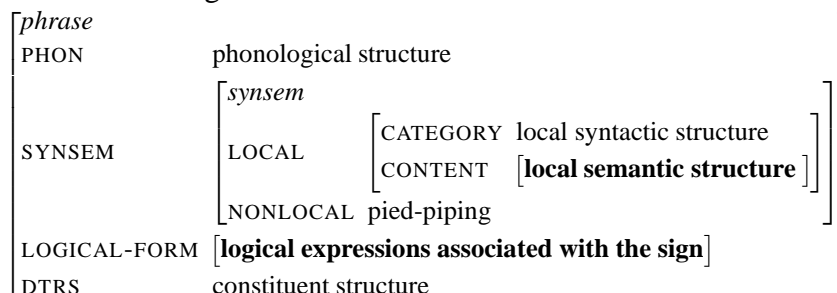 phrase
PHON phonological structure
synsem
CATEGORY local syntactic structure
SYNSEM LOCAL
CONTENT [local semantic structure]
NONLOCAL pied-piping
LOGICAL-FORM [logical expressions associated with the sign]
DTRS constituent structure